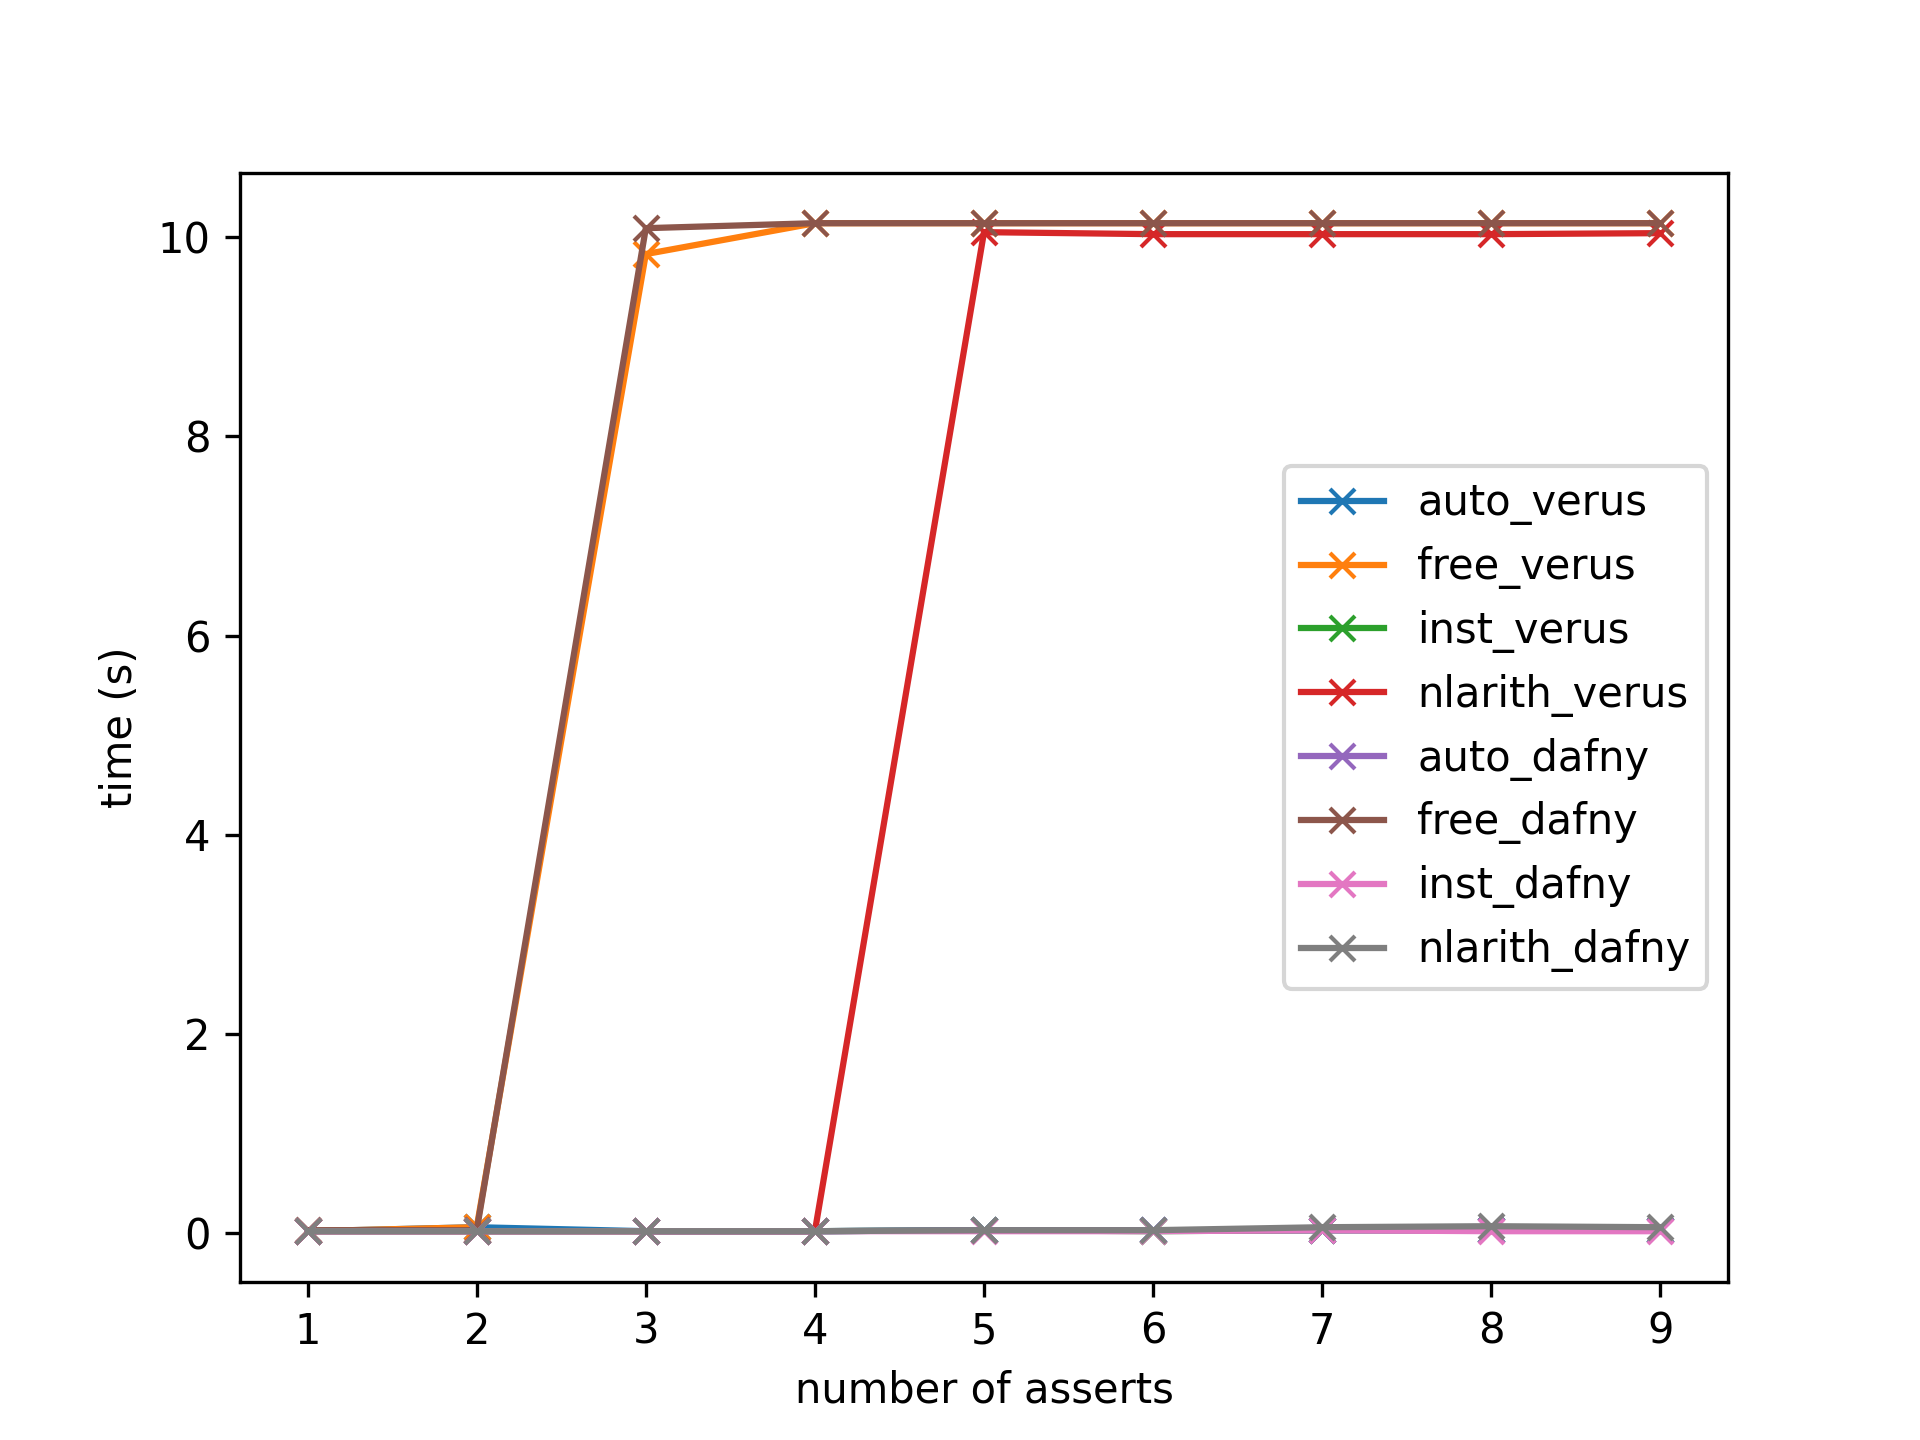 10
8
6
4
2
0
time (s)
auto_verus
free_verus
inst_verus
nlarith_verus
auto_dafny
free_dafny
inst_dafny
nlarith_dafny
1 2 3 4 5 6 7 8 9
number of asserts